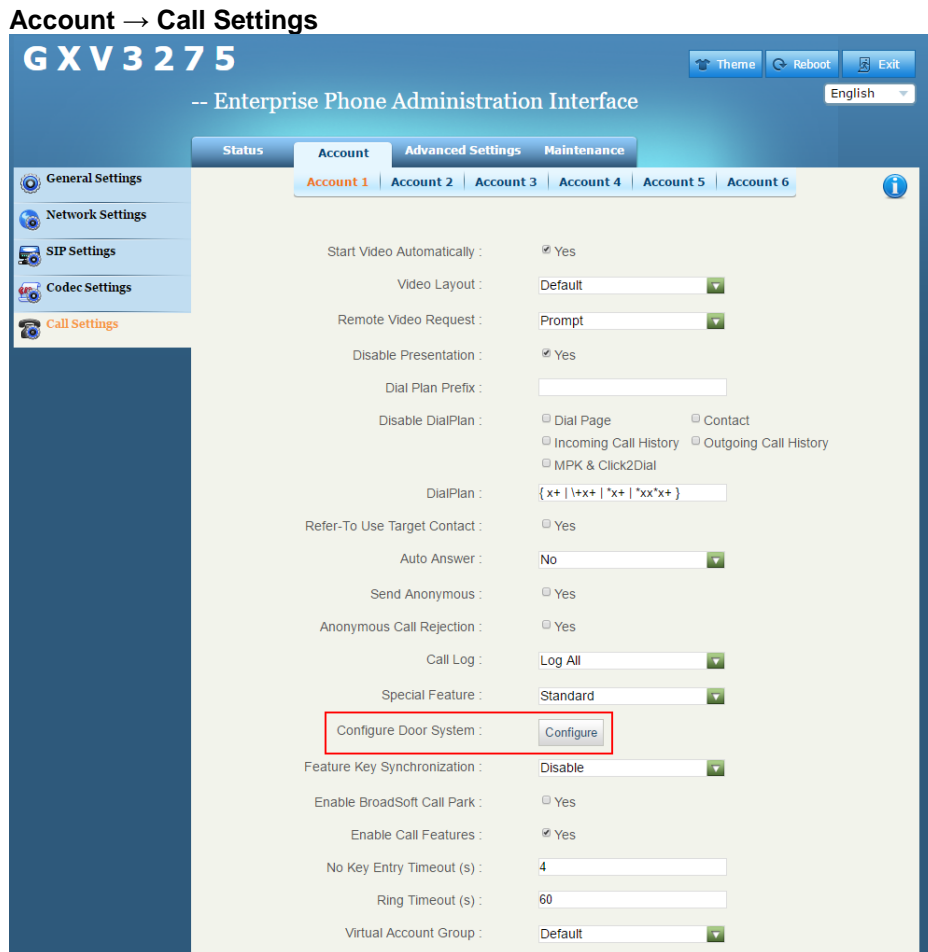 Account → Call Settings
GXV3275
Theme Reboot Exit
-- Enterprise Phone Administration Interface
English
Status Account Advanced Settings Maintenance
General Settings
Account 1 Account 2 Account 3 Account 4 Account 5 Account 6
Network Settings
SIP Settings
Codec Settings
Call Settings
Start Video Automatically : Yes
Video Layout : Default
Remote Video Request : Prompt
Disable Presentation : Yes
Dial Plan Prefix :
Disable DialPlan : Dial Page Contact
Incoming Call History Outgoing Call History
MPK & Click2Dial
DialPlan : { x+ | \+x+ | *x+ | *xx*x+ }
Refer-To Use Target Contact : Yes
Auto Answer : No
Send Anonymous : Yes
Anonymous Call Rejection : Yes
Call Log : Log All
Special Feature : Standard
Configure Door System : Configure
Feature Key Synchronization : Disable
Enable BroadSoft Call Park : Yes
Enable Call Features : Yes
No Key Entry Timeout (s) : 4
Ring Timeout (s) : 60
Virtual Account Group : Default